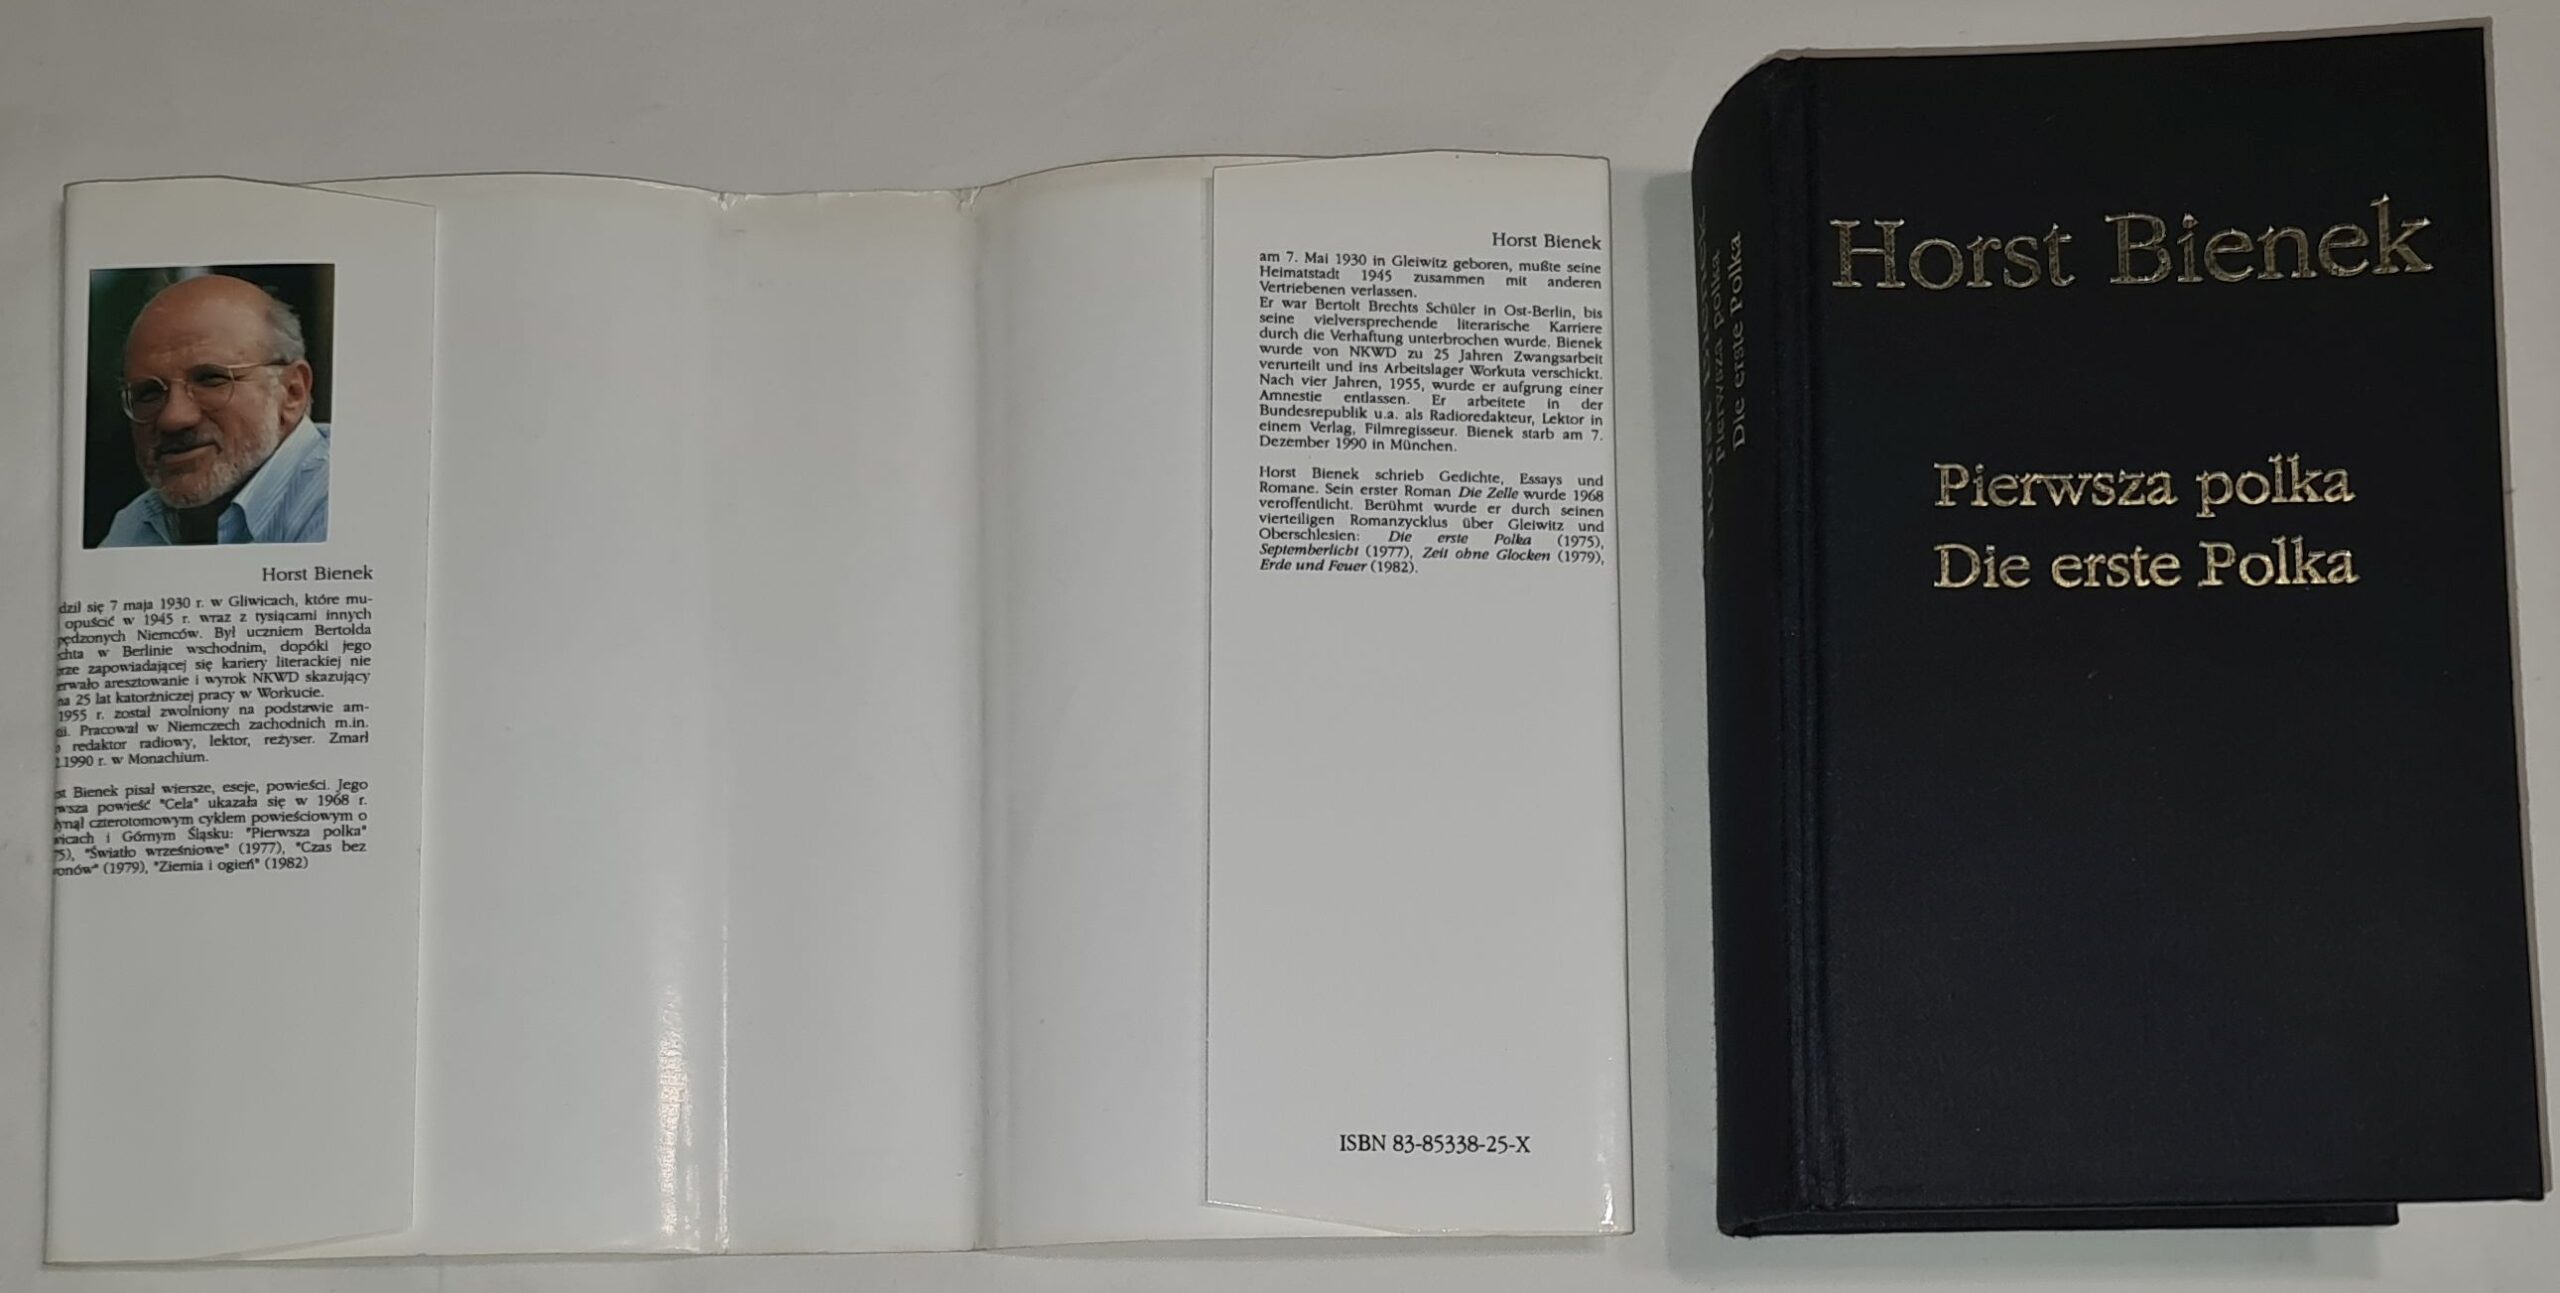 Horst Bienek
dził się 7 maja 1930 r. w Gliwicach, które mu-
opuścić w 1945 r. wraz z tysiącami innych
pędzonych Niemców. Był uczniem Bertolda
chta w Berlinie wschodnim, dopóki jego
rze zapowiadającej się kariery literackiej nie
erwało aresztowanie i wyrok NKWD skazujący
na 25 lat katorżniczej pracy w Workucie.
1955 r. został zwolniony na podstawie am-
ii. Pracował w Niemczech zachodnich m.in.
o redaktor radiowy, lektor, reżyser. Zmarł
1990 r. w Monachium.
st Bienek pisał wiersze, eseje, powieści. Jego
wsza powieść "Cela" ukazała się w 1968 r.
łynął czterotomowym cyklem powieściowym o
wicach i Górnym Śląsku: "Pierwsza polka"
75), "Światło wrześniowe" (1977), "Czas bez
onów" (1979), "Ziemia i ogień" (1982)
Horst Bienek
am 7. Mai 1930 in Gleiwitz geboren, mußte seine
Heimatstadt 1945 zusammen mit anderen
Vertriebenen verlassen.
Er war Bertolt Brechts Schüler in Ost-Berlin, bis
seine vielversprechende literarische Karriere
durch die Verhaftung unterbrochen wurde. Bienek
wurde von NKWD zu 25 Jahren Zwangsarbeit
verurteilt und ins Arbeitslager Workuta verschickt.
Nach vier Jahren, 1955, wurde er aufgrung einer
Amnestie entlassen. Er arbeitete in der
Bundesrepublik u.a. als Radioredakteur, Lektor in
einem Verlag, Filmregisseur. Bienek starb am 7.
Dezember 1990 in München.
Horst Bienek schrieb Gedichte, Essays und
Romane. Sein erster Roman Die Zelle wurde 1968
veroffentlicht. Berühmt wurde er durch seinen
vierteiligen Romanzycklus über Gleiwitz und
Oberschlesien: Die erste Polka (1975),
Septemberlicht (1977), Zeit ohne Glocken (1979),
Erde und Feuer (1982).
ISBN 83-85338-25-X
Horst Bienek
Pierwsza polka
Die erste Polka
Horst Bienek
Pierwsza polka
Die erste Polka